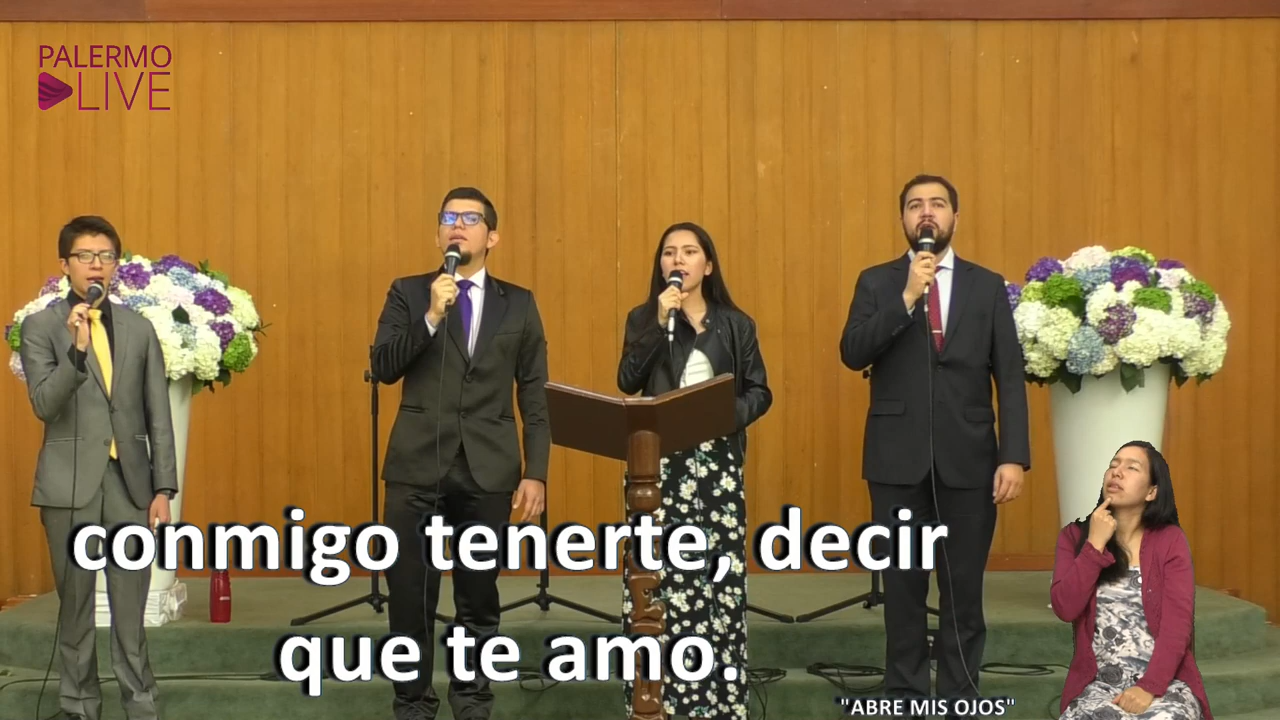 PALERMO
LIVE
conmigo tenerte, decir
que te amo.
"ABRE MIS OJOS"